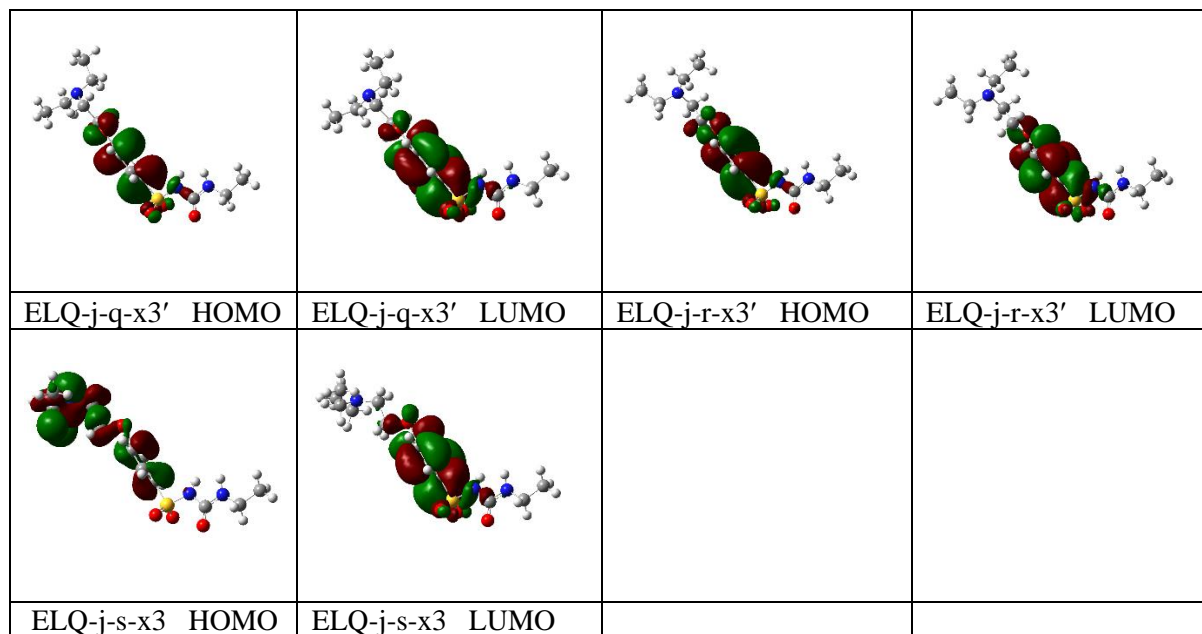 ELQ-j-q-x3′ HOMO
ELQ-j-q-x3′ LUMO
ELQ-j-r-x3′ HOMO
ELQ-j-r-x3′ LUMO
ELQ-j-s-x3 HOMO
ELQ-j-s-x3 LUMO